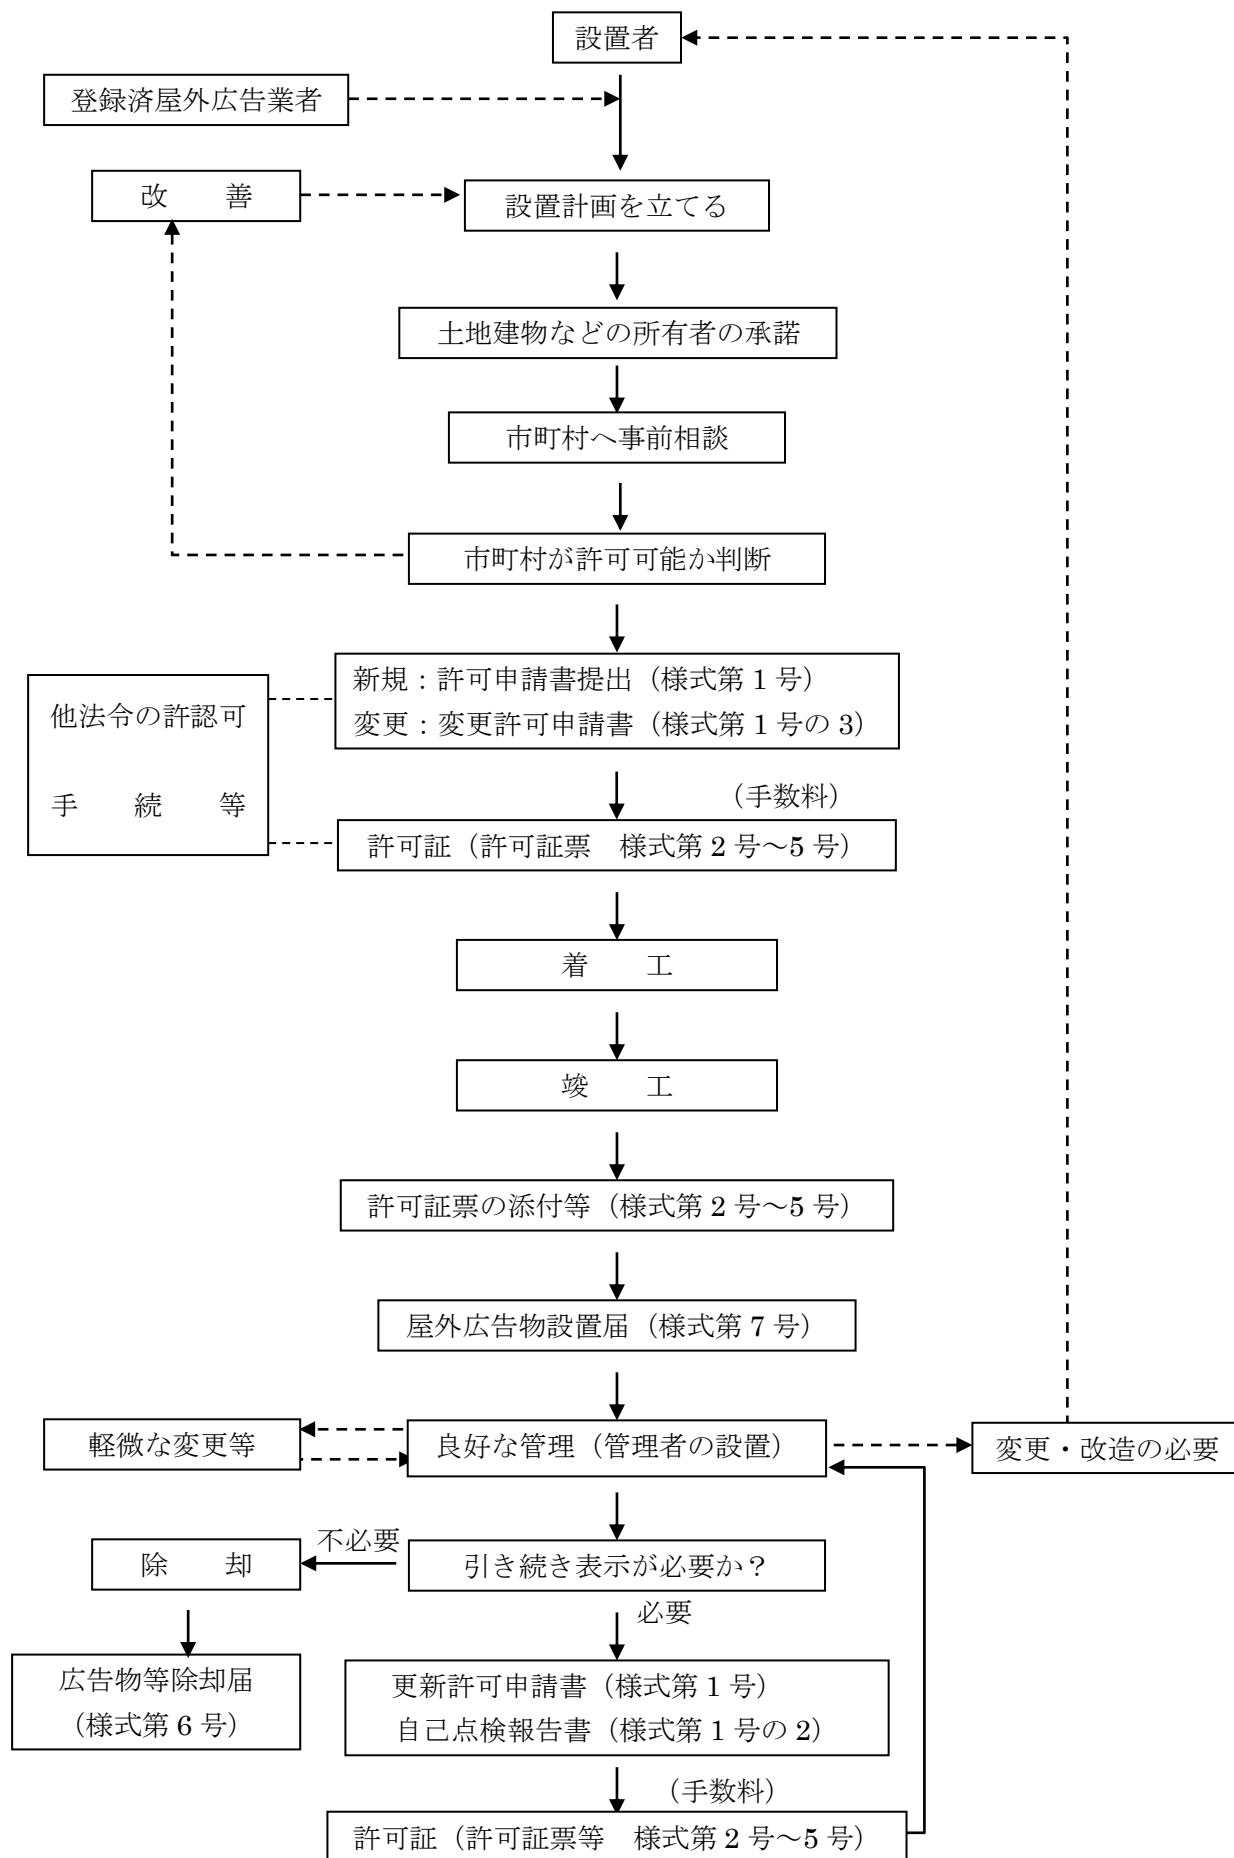 設置者
登録済屋外広告業者
改　　善
設置計画を立てる
土地建物などの所有者の承諾
市町村へ事前相談
市町村が許可可能か判断
新規：許可申請書提出（様式第 1 号）
変更：変更許可申請書（様式第 1 号の 3）
他法令の許認可
手　　続　　等
（手数料）
許可証（許可証票　様式第 2 号～5 号）
着　　工
竣　　工
許可証票の添付等（様式第 2 号～5 号）
屋外広告物設置届（様式第 7 号）
軽微な変更等
良好な管理（管理者の設置）
変更・改造の必要
不必要
除　　却
引き続き表示が必要か？
必要
広告物等除却届
（様式第 6 号）
更新許可申請書（様式第 1 号）
自己点検報告書（様式第 1 号の 2）
（手数料）
許可証（許可証票等　様式第 2 号～5 号）